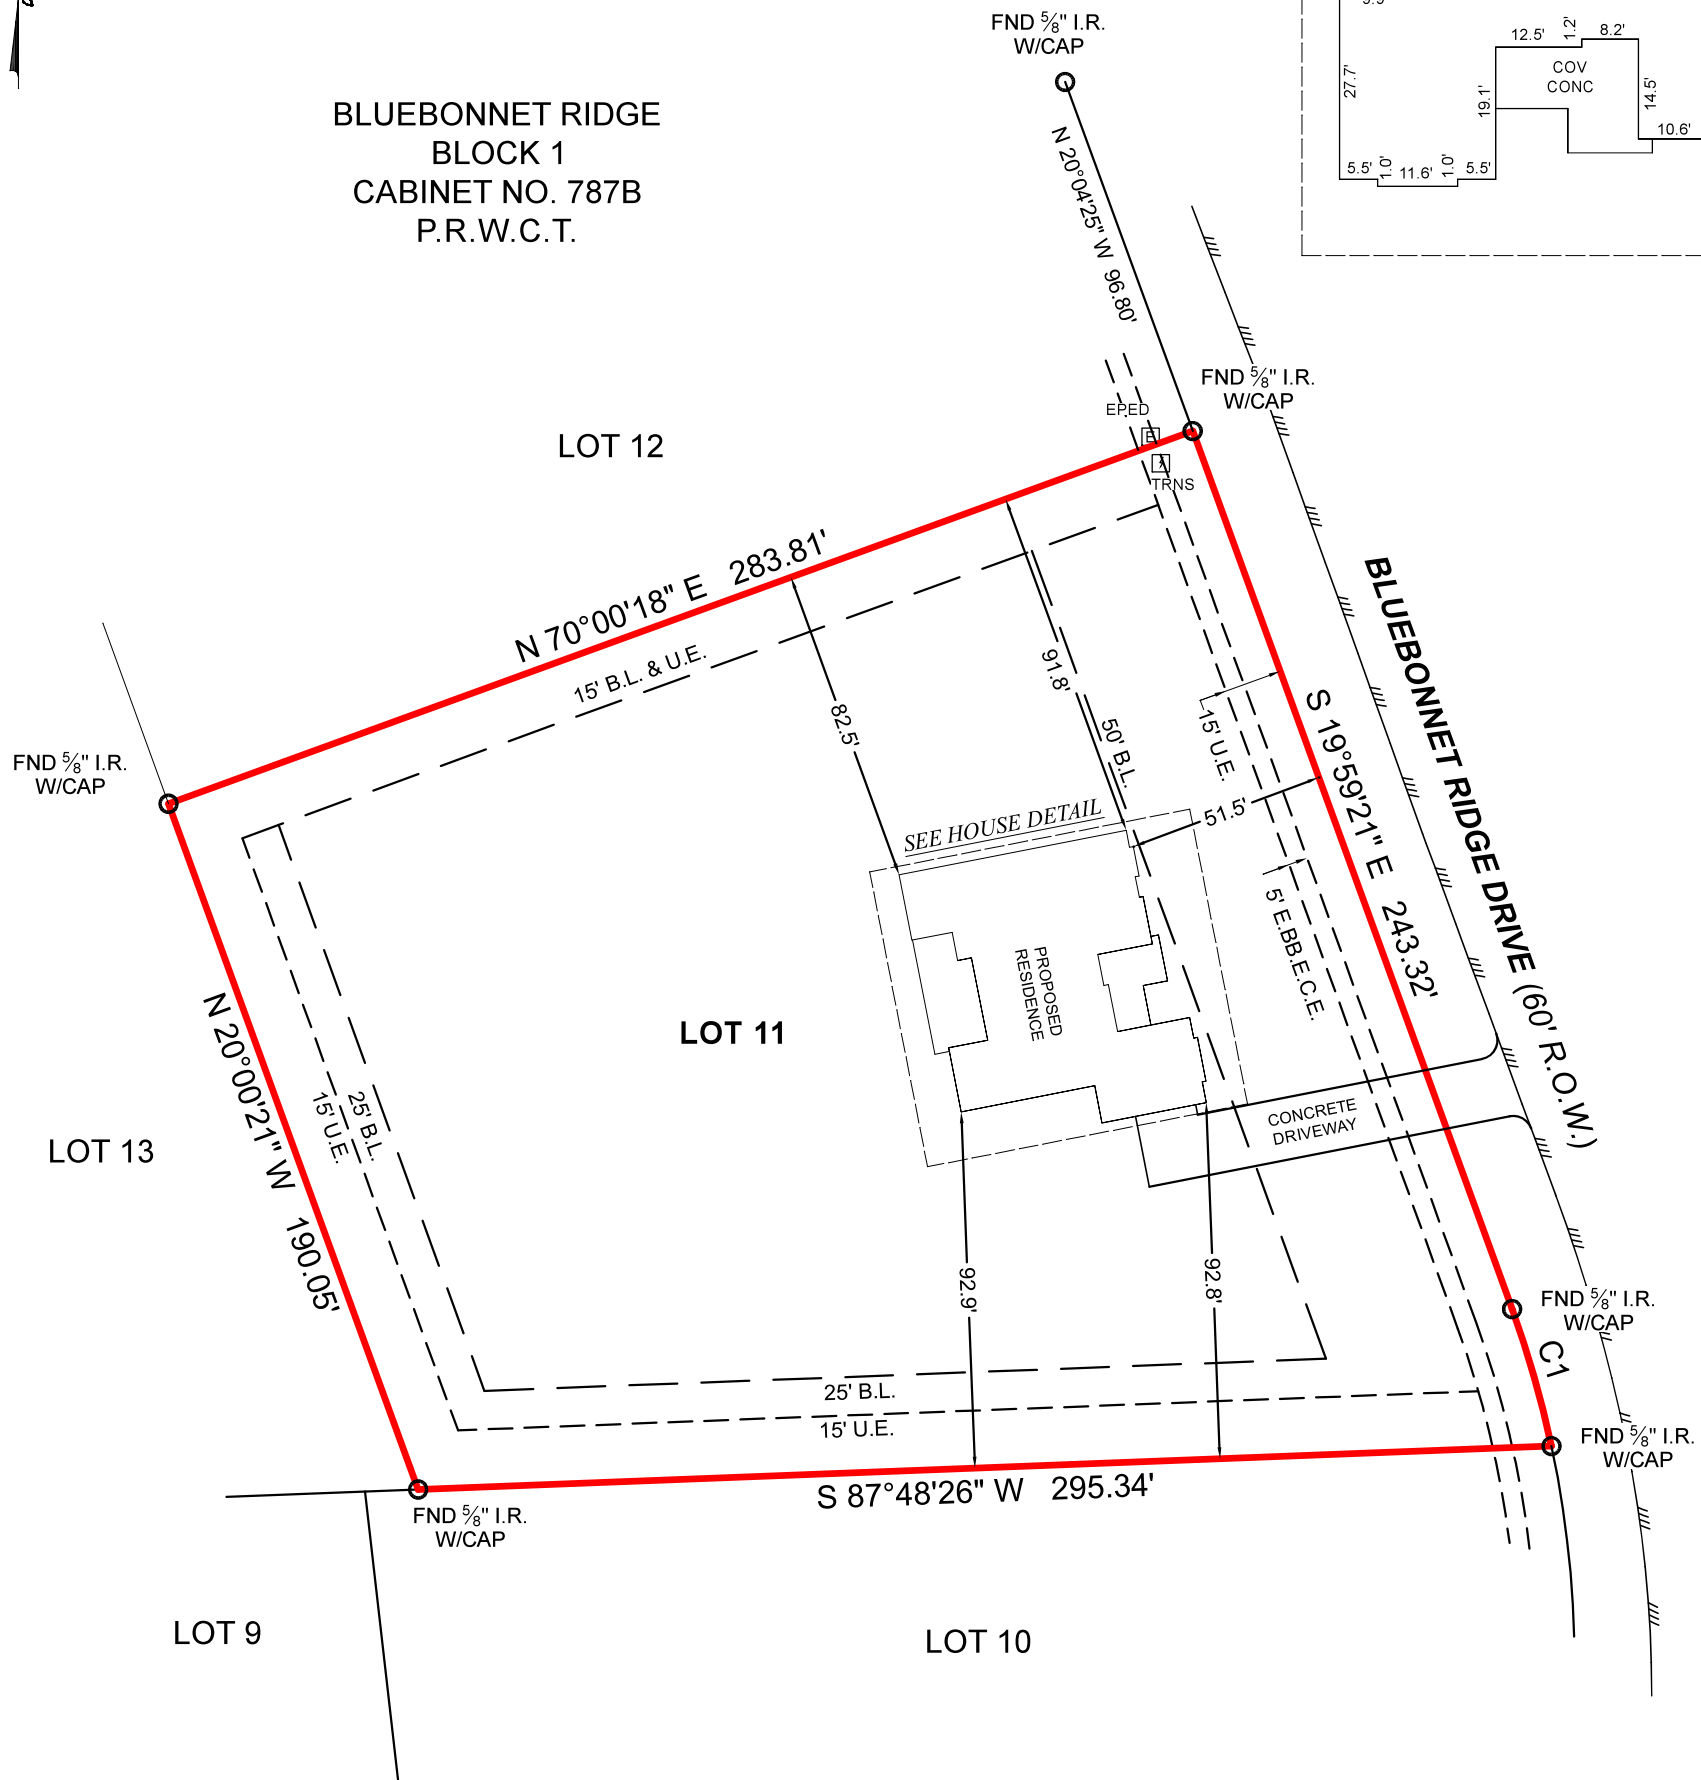 FND 5/8" I.R.
W/CAP
12.5'
1.2'
8.2'
COV
CONC
27.7'
19.1'
14.5'
10.6'
5.5'
1.0'
11.6'
1.0'
5.5'
BLUEBONNET RIDGE
BLOCK 1
CABINET NO. 787B
P.R.W.C.T.
N 20°04'25" W 96.80'
FND 5/8" I.R.
W/CAP
EPED
E
TRNS
LOT 12
N 70°00'18" E 283.81'
15' B.L. & U.E.
82.5'
91.8'
50' B.L.
15' U.E.
S 19°59'21" E 243.32'
BLUEBONNET RIDGE DRIVE (60' R.O.W.)
FND 5/8" I.R.
W/CAP
SEE HOUSE DETAIL
51.5'
5' E.BB.E.C.E.
PROPOSED
RESIDENCE
LOT 11
N 20°00'21" W 190.05'
25' B.L.
15' U.E.
LOT 13
CONCRETE
DRIVEWAY
92.9'
92.8'
FND 5/8" I.R.
W/CAP
C1
25' B.L.
15' U.E.
FND 5/8" I.R.
W/CAP
S 87°48'26" W 295.34'
FND 5/8" I.R.
W/CAP
LOT 9
LOT 10